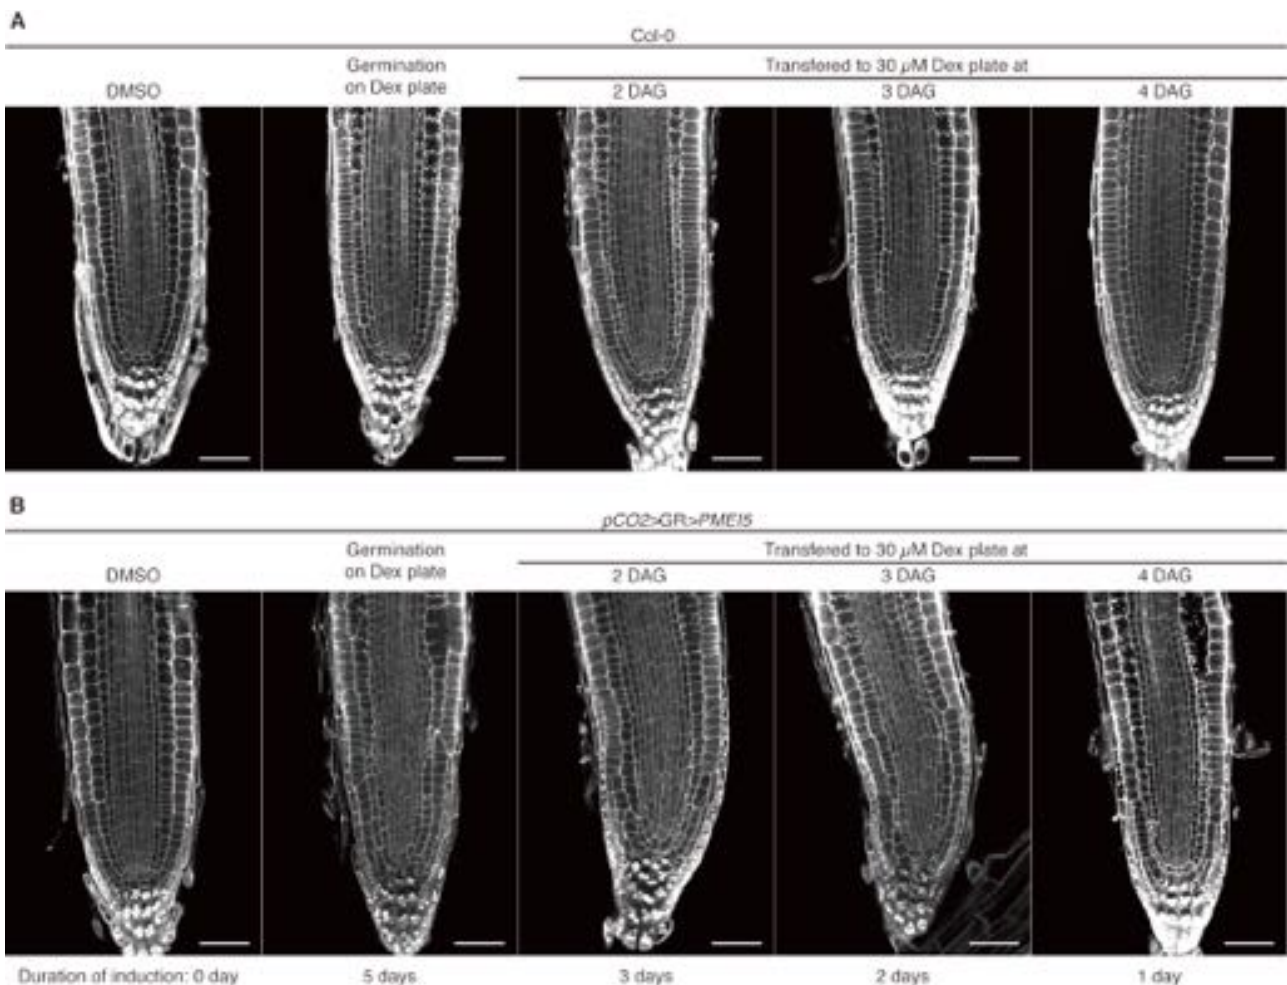 A
Col-0
DMSO
Germination
on Dex plate
Transfered to 30 µM Dex plate at
2 DAG 3 DAG 4 DAG
B
pCO2>GR>PMEI5
DMSO
Germination
on Dex plate
Transfered to 30 µM Dex plate at
2 DAG 3 DAG 4 DAG
Duration of induction: 0 day 5 days 3 days 2 days 1 day